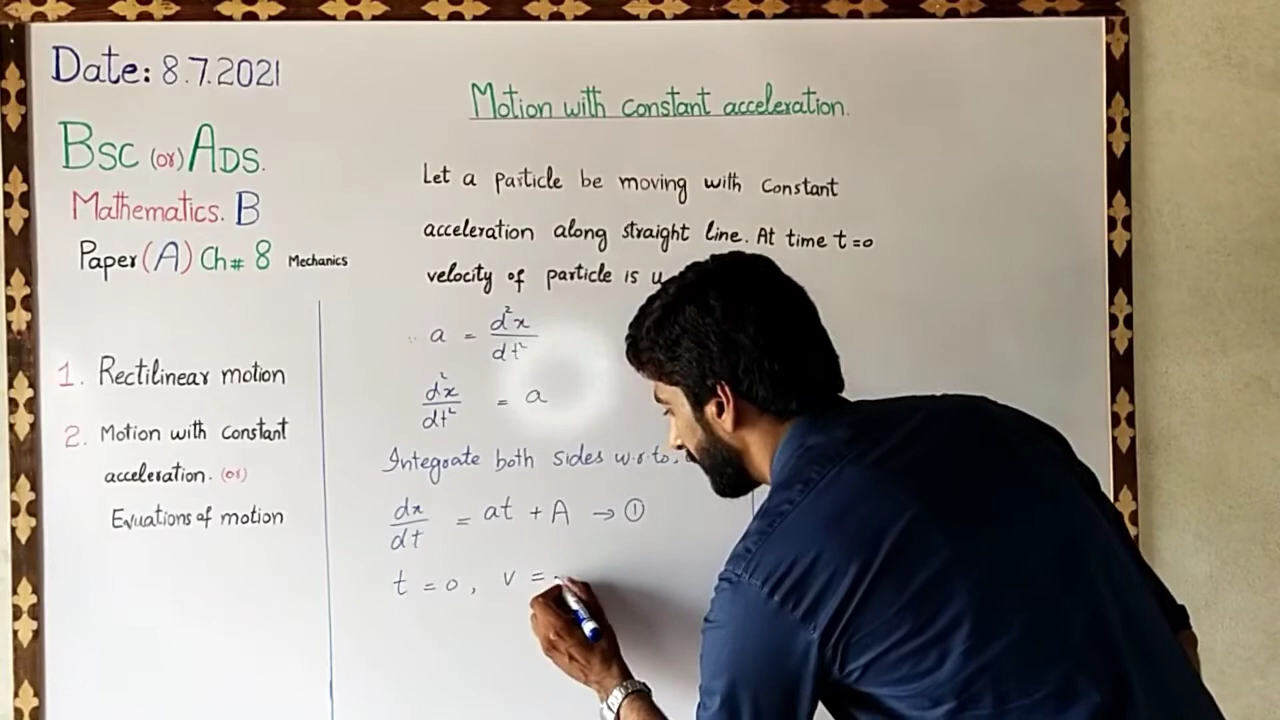 Date: 8.7.2021
Bsc (or) ADS.
Mathematics. B
Paper (A) Ch# 8 Mechanics
1. Rectilinear motion
2. Motion with Constant
acceleration. (or)
Equations of motion
Motion with constant acceleration.
Let a particle be moving with Constant
acceleration along straight line. At time t=0
velocity of particle is u
∵ a = d²x/dt²
d²x/dt² = a
Integrate both sides w.r.to.
dx/dt = at + A → ①
t = 0, v =